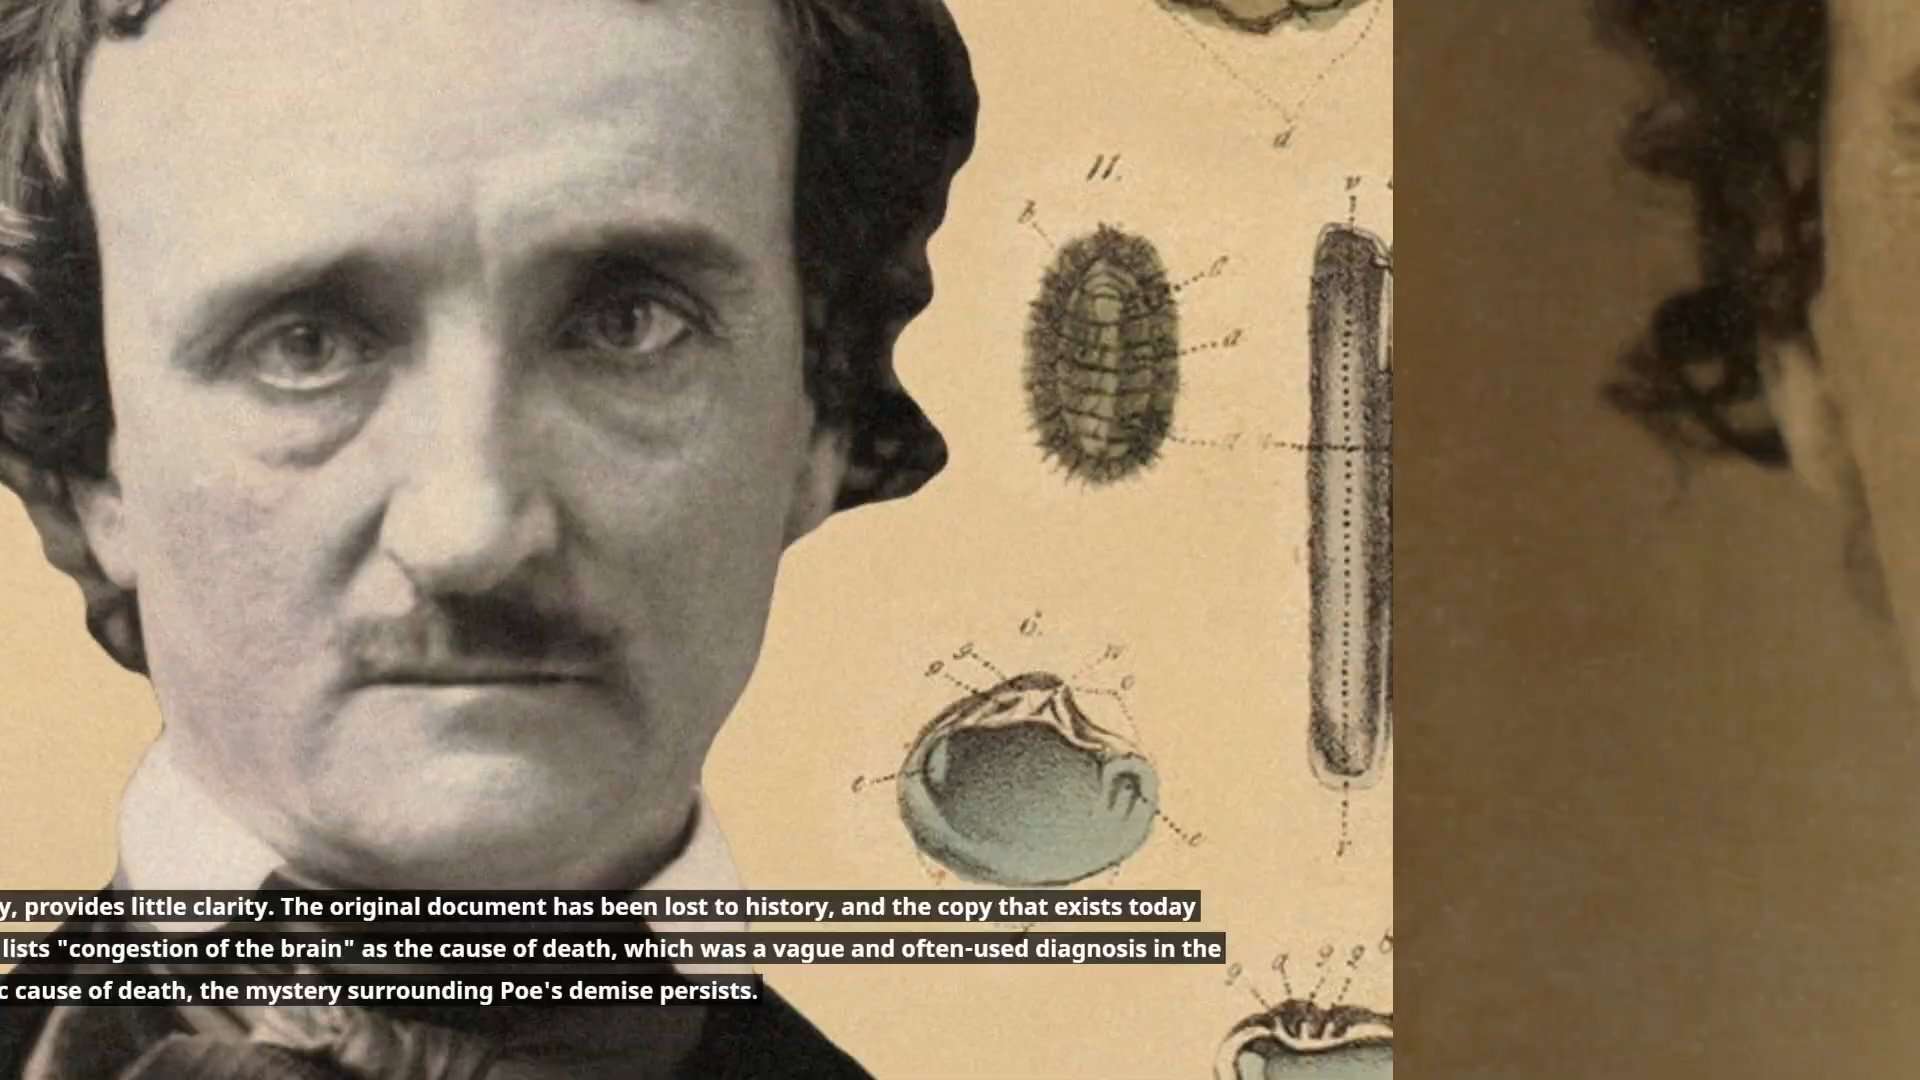 d
11.
b
c
a
v
6.
g
g
o
e
y, provides little clarity. The original document has been lost to history, and the copy that exists today
lists "congestion of the brain" as the cause of death, which was a vague and often-used diagnosis in the
c cause of death, the mystery surrounding Poe's demise persists.
g a g g